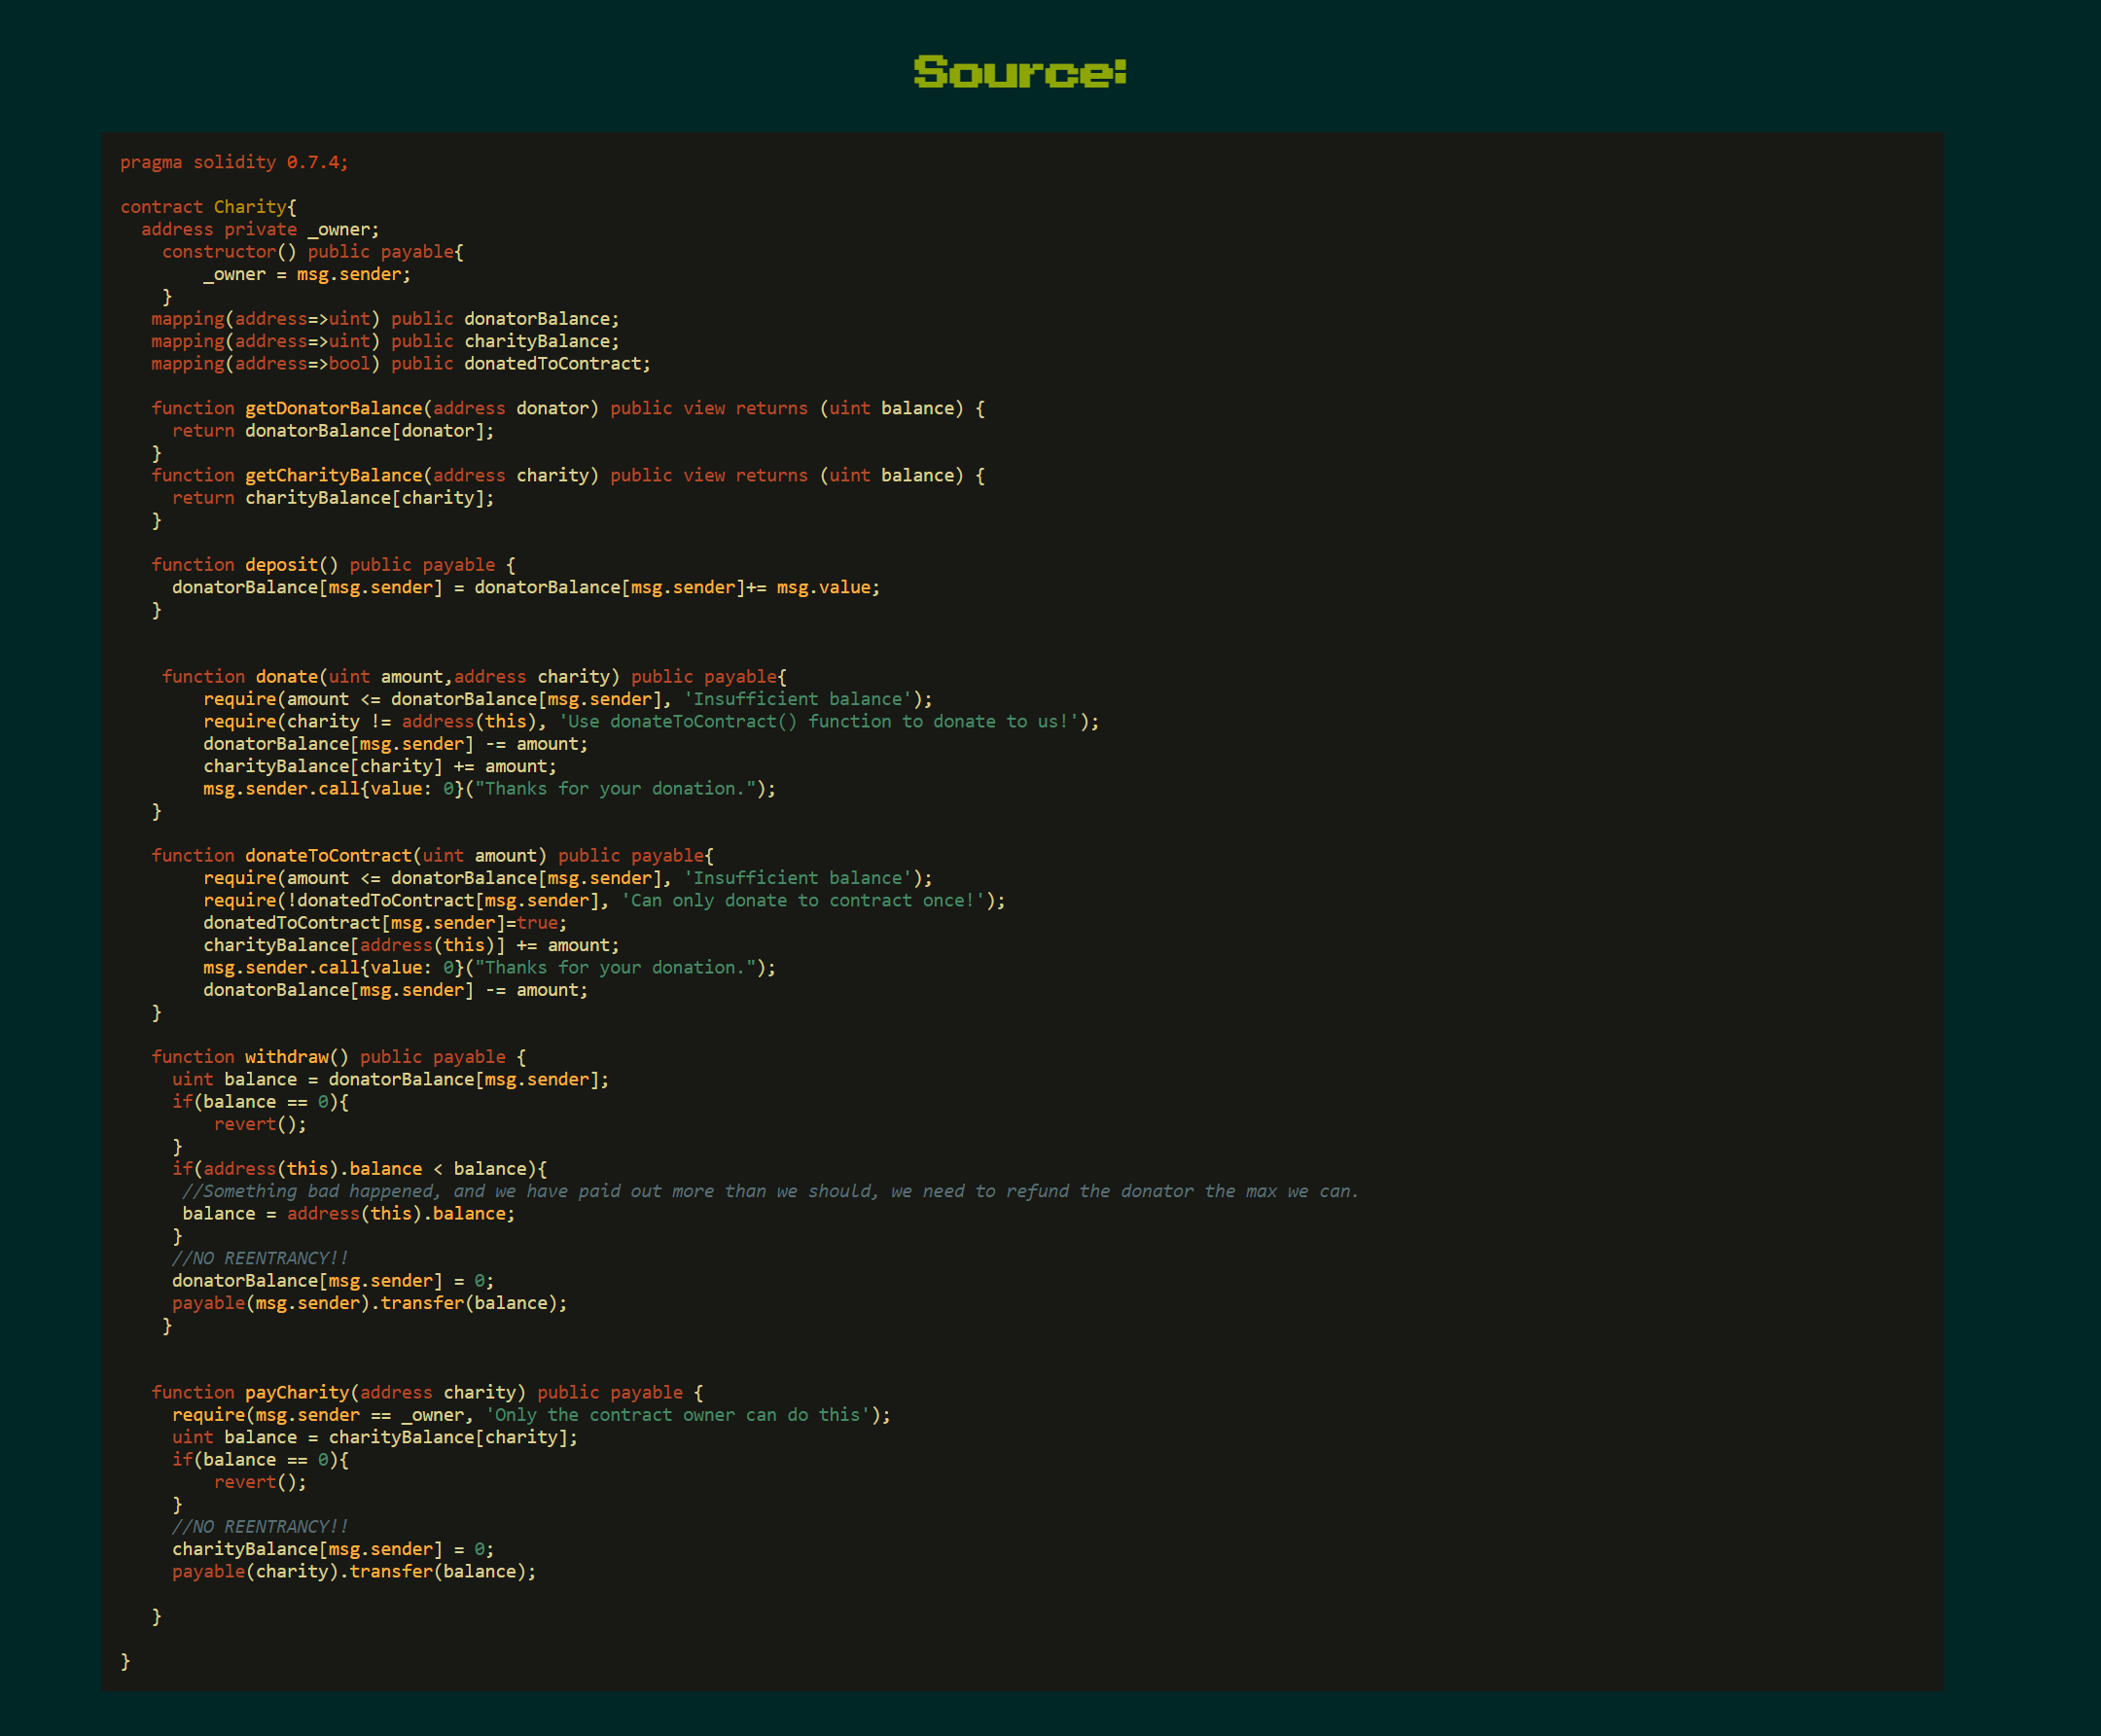 Source:
pragma solidity 0.7.4;
contract Charity{
address private _owner;
constructor() public payable{
_owner = msg.sender;
}
mapping(address=>uint) public donatorBalance;
mapping(address=>uint) public charityBalance;
mapping(address=>bool) public donatedToContract;
function getDonatorBalance(address donator) public view returns (uint balance) {
return donatorBalance[donator];
}
function getCharityBalance(address charity) public view returns (uint balance) {
return charityBalance[charity];
}
function deposit() public payable {
donatorBalance[msg.sender] = donatorBalance[msg.sender]+= msg.value;
}
function donate(uint amount,address charity) public payable{
require(amount <= donatorBalance[msg.sender], 'Insufficient balance');
require(charity != address(this), 'Use donateToContract() function to donate to us!');
donatorBalance[msg.sender] -= amount;
charityBalance[charity] += amount;
msg.sender.call{value: 0}("Thanks for your donation.");
}
function donateToContract(uint amount) public payable{
require(amount <= donatorBalance[msg.sender], 'Insufficient balance');
require(!donatedToContract[msg.sender], 'Can only donate to contract once!');
donatedToContract[msg.sender]=true;
charityBalance[address(this)] += amount;
msg.sender.call{value: 0}("Thanks for your donation.");
donatorBalance[msg.sender] -= amount;
}
function withdraw() public payable {
uint balance = donatorBalance[msg.sender];
if(balance == 0){
revert();
}
if(address(this).balance < balance){
//Something bad happened, and we have paid out more than we should, we need to refund the donator the max we can.
balance = address(this).balance;
}
//NO REENTRANCY!!
donatorBalance[msg.sender] = 0;
payable(msg.sender).transfer(balance);
}
function payCharity(address charity) public payable {
require(msg.sender == _owner, 'Only the contract owner can do this');
uint balance = charityBalance[charity];
if(balance == 0){
revert();
}
//NO REENTRANCY!!
charityBalance[msg.sender] = 0;
payable(charity).transfer(balance);
}
}